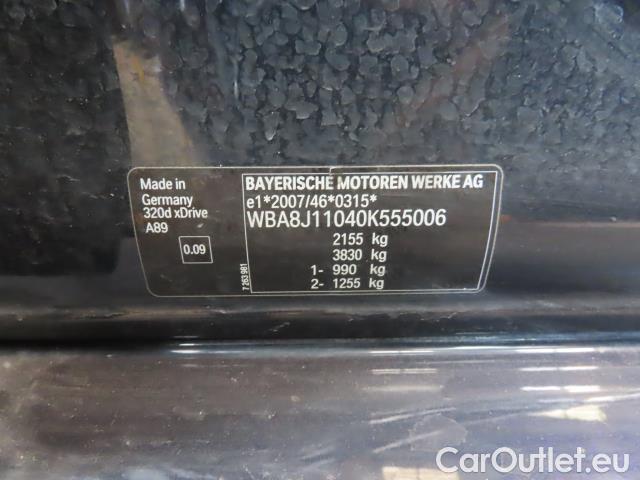 Made in
Germany
320d xDrive
A89
0.09
BAYERISCHE MOTOREN WERKE AG
e1*2007/46*0315*
WBA8J11040K555006
2155 kg
3830 kg
1- 990 kg
2- 1255 kg
7 263 981
CarOutlet.eu